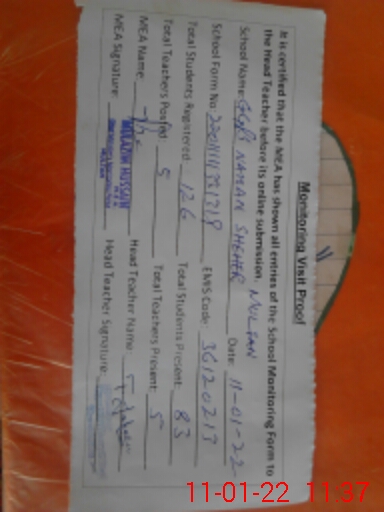 Monitoring Visit Proof
It is certified that the MEA has shown all entries of the School Monitoring Form to
the Head Teacher before its online submission.
School Name: GGPS NAMAN SHEHER MULTAN Date: 11-01-22
School Form No. EMIS Code: 36120217
Total Students Registered: 126 Total Students Present: 83
Total Teachers Posted: 5 Total Teachers Present: 5
MEA Name: Head Teacher Name:
MEA Signature: HUSSAIN Head Teacher Signature:
11-01-22 11:37